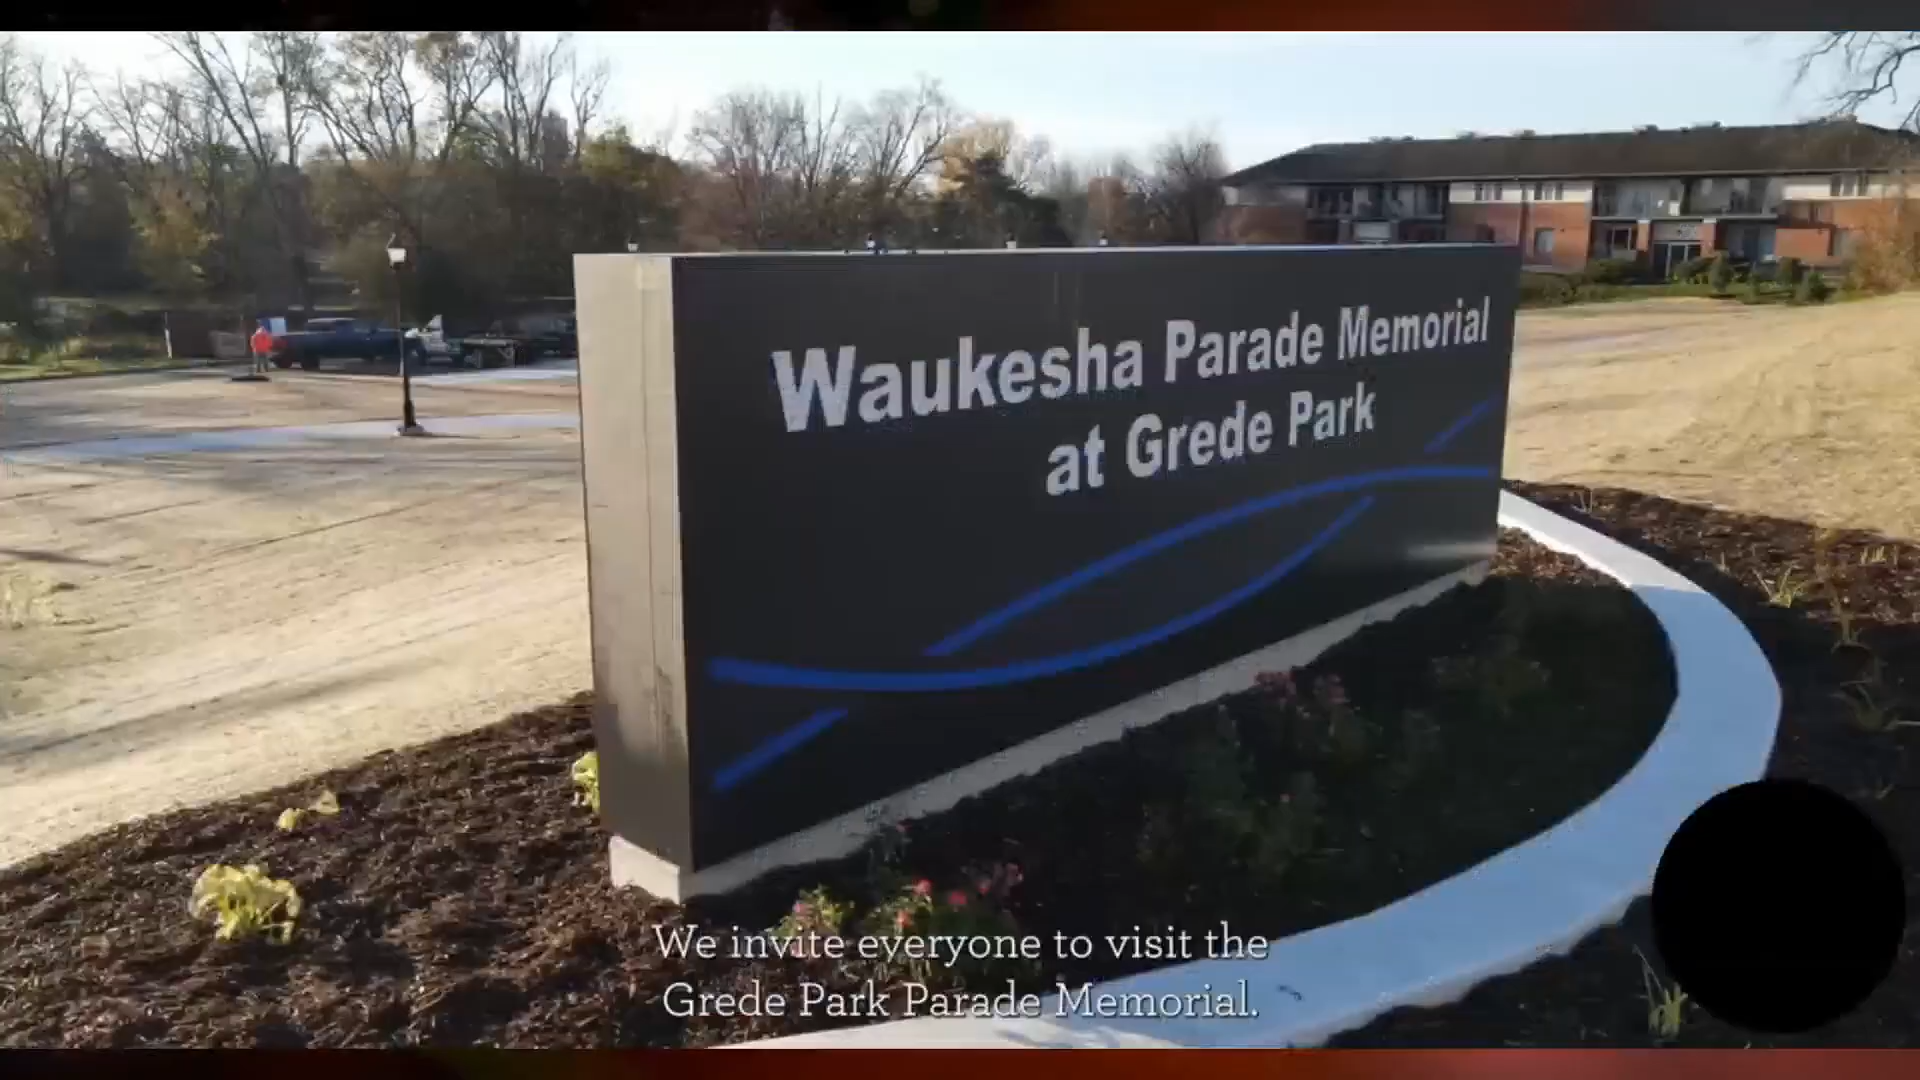 Waukesha Parade Memorial
at Grede Park
We invite everyone to visit the
Grede Park Parade Memorial.